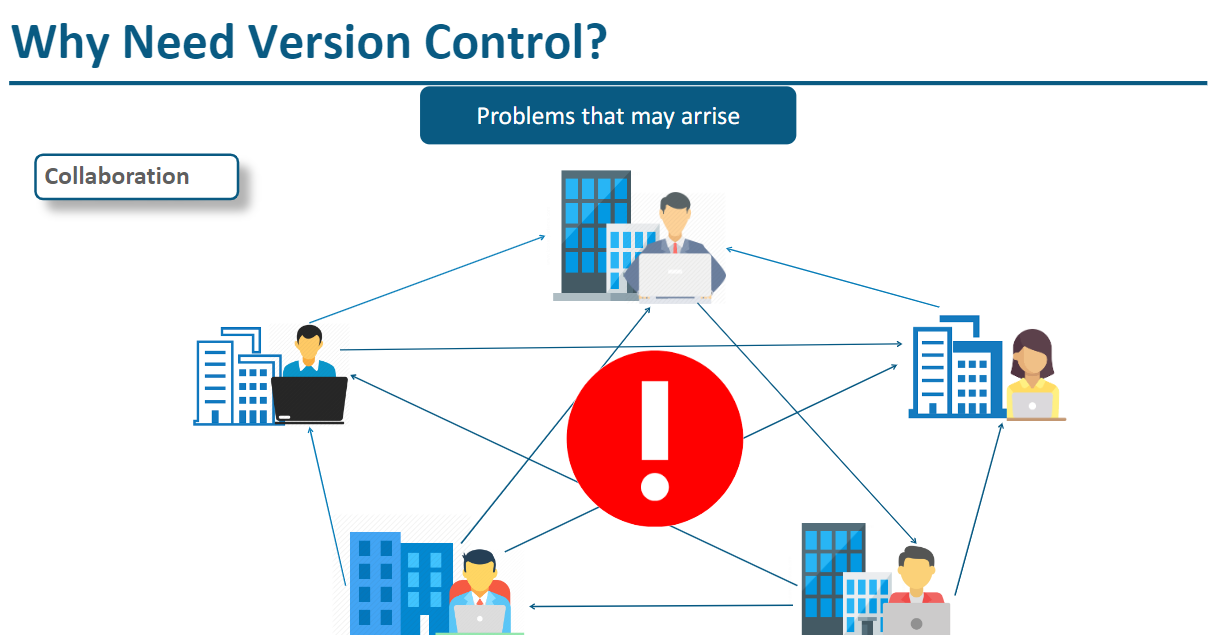 Why Need Version Control?
Problems that may arrise
Collaboration